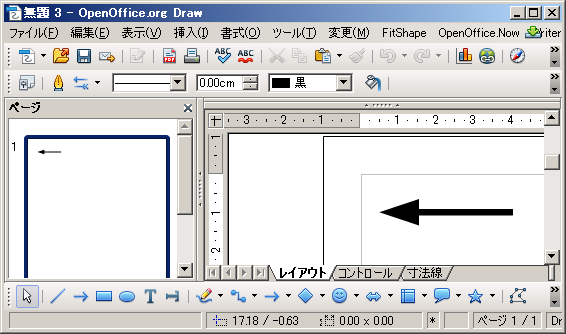 無題 3 - OpenOffice.org Draw
ファイル(F) 編集(E) 表示(V) 挿入(I) 書式(O) ツール(T) 変更(M) FitShape OpenOffice.Now Writer
ABC ABC
0.00cm 黒
ページ
3 2 1 1 2 3 4
1
1
1
2
レイアウト コントロール 寸法線
T
17.18 / -0.63 0.00 x 0.00 * ページ 1 / 1 Dr